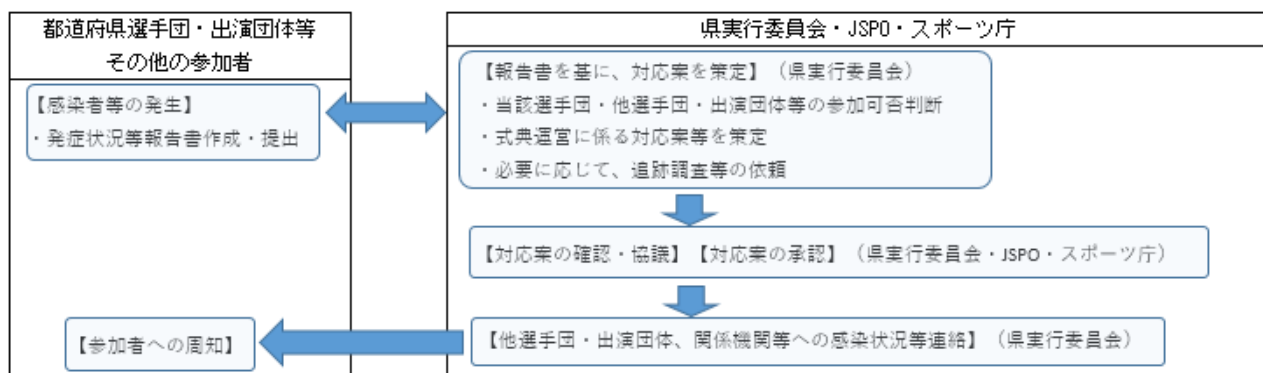 都道府県選手団・出演団体等
その他の参加者
県実行委員会・JSPO・スポーツ庁
【感染者等の発生】
・発症状況等報告書作成・提出
【報告書を基に、対応案を策定】（県実行委員会）
・当該選手団・他選手団・出演団体等の参加可否判断
・式典運営に係る対応案等を策定
・必要に応じて、追跡調査等の依頼
【対応案の確認・協議】【対応案の承認】（県実行委員会・JSPO・スポーツ庁）
【他選手団・出演団体、関係機関等への感染状況等連絡】（県実行委員会）
【参加者への周知】